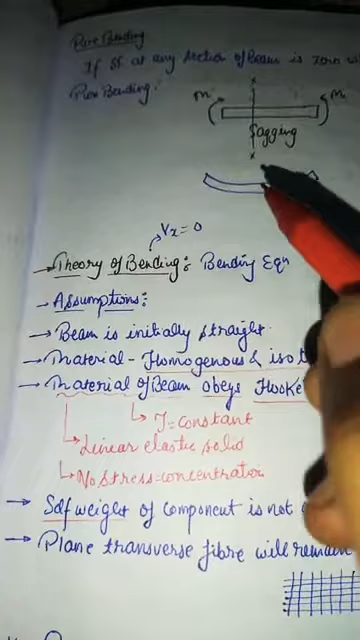 Pure Bending
If SF at any section of beam is zero
Pure Bending.
m
m
x
Sagging
x
Vx = 0
→ Theory of Bending: Bending Eqn
→ Assumptions:
→ Beam is initially straight.
→ Material - Homogenous & iso
→ Material of Beam obeys Hooke
T = constant
Linear elastic solid
No stress-concentration
→ Self weight of component is not
→ Plane transverse fibre will remain